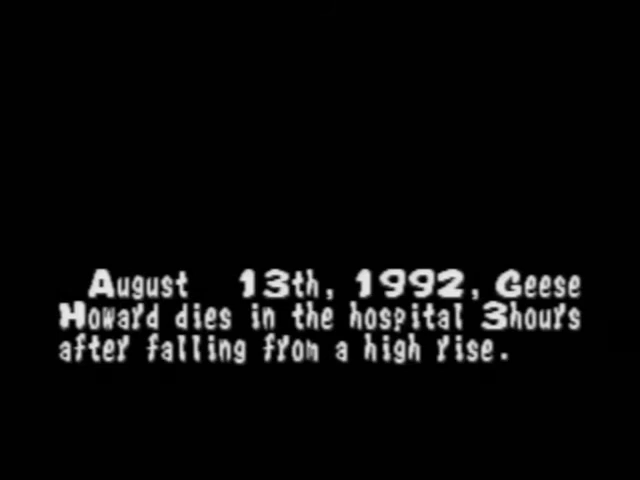 August 13th, 1992, Geese
Howard dies in the hospital 3hours
after falling from a high rise.